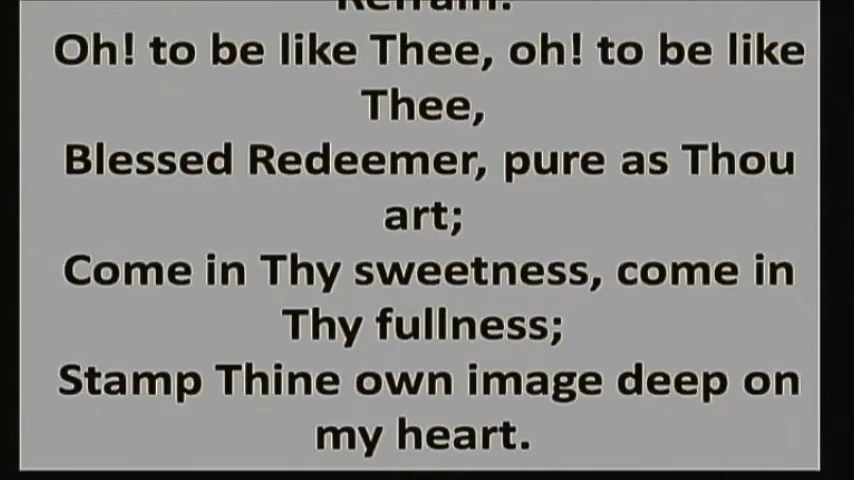 Refrain:
Oh! to be like Thee, oh! to be like
Thee,
Blessed Redeemer, pure as Thou
art;
Come in Thy sweetness, come in
Thy fullness;
Stamp Thine own image deep on
my heart.